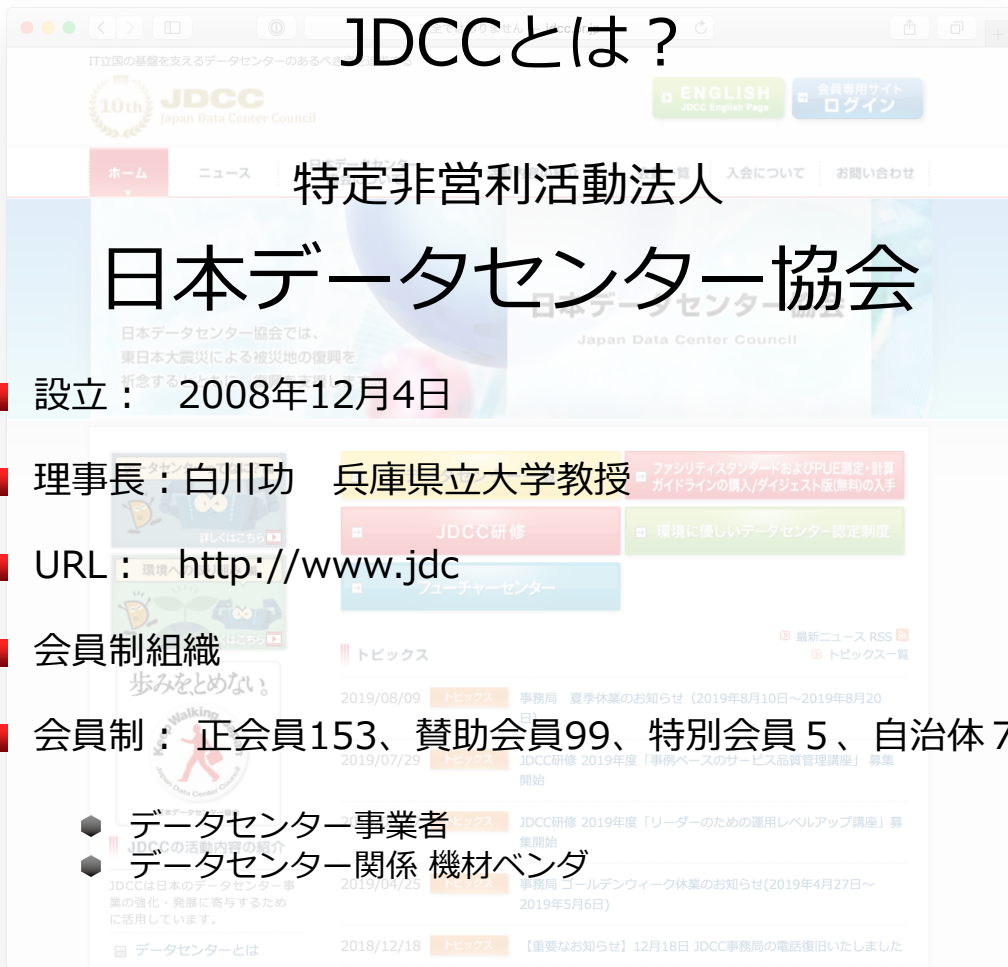 JDCCとは？
IT立国の基盤を支えるデータセンターのあるべき
10th JDCC
Japan Data Center Council
ENGLISH
JDCC English Page
会員専用サイト
ログイン
特定非営利活動法人
ホーム ニュース 入会について お問い合わせ
日本データセンター協会
日本データセンター協会
Japan Data Center Council
日本データセンター協会では、
東日本大震災による被災地の復興を
設立： 2008年12月4日
理事長：白川功 兵庫県立大学教授
ファシリティスタンダードおよびPUE測定・計算
ガイドラインの購入/ダイジェスト版(無料)の入手
詳しくはこちら
JDCC研修
環境に優しいデータセンター認定制度
URL： http://www.jdc
フューチャーセンター
会員制組織
最新ニュース RSS
トピックス
トピックス一覧
歩みをとめない。
2019/08/09 トピックス 事務局 夏季休業のお知らせ（2019年8月10日～2019年8月20
日）
会員制： 正会員153、賛助会員99、特別会員５、自治体７
2019/07/29 トピックス JDCC研修 2019年度「事例ベースのサービス品質管理講座」 募集
開始
データセンター事業者
JDCC研修 2019年度「リーダーのための運用レベルアップ講座」募
集開始
JDCCの活動内容の紹介
データセンター関係 機材ベンダ
JDCCは日本のデータセンター事
業の強化・発展に寄与するため
に活用しています。
2019/04/25 トピックス 事務局 ゴールデンウィーク休業のお知らせ(2019年4月27日～
2019年5月6日)
データセンターとは
2018/12/18 トピックス 【重要なお知らせ】12月18日 JDCC事務局の電話復旧いたしました